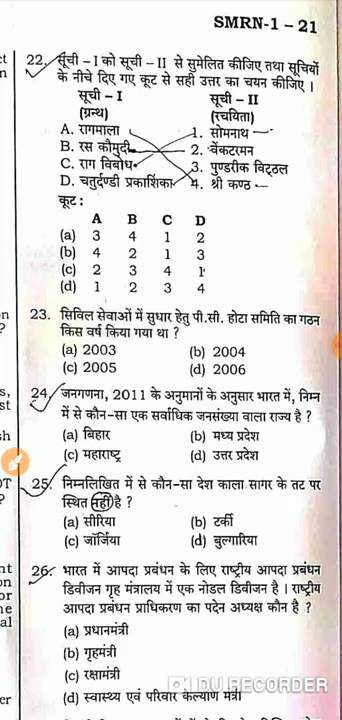 SMRN-1 – 21
22. सूची – I को सूची – II से सुमेलित कीजिए तथा सूचियों
के नीचे दिए गए कूट से सही उत्तर का चयन कीजिए ।
सूची – I सूची – II
(ग्रन्थ) (रचयिता)
A. रागमाला 1. सोमनाथ
B. रस कौमुदी 2. वेंकटरमन
C. राग विबोध 3. पुण्डरीक विट्ठल
D. चतुर्दण्डी प्रकाशिका 4. श्री कण्ठ
कूट :
A B C D
(a) 3 4 1 2
(b) 4 2 1 3
(c) 2 3 4 1
(d) 1 2 3 4
23. सिविल सेवाओं में सुधार हेतु पी.सी. होटा समिति का गठन
किस वर्ष किया गया था ?
(a) 2003 (b) 2004
(c) 2005 (d) 2006
24. जनगणना, 2011 के अनुमानों के अनुसार भारत में, निम्न
में से कौन-सा एक सर्वाधिक जनसंख्या वाला राज्य है ?
(a) बिहार (b) मध्य प्रदेश
(c) महाराष्ट्र (d) उत्तर प्रदेश
25. निम्नलिखित में से कौन-सा देश काला सागर के तट पर
स्थित नहीं है ?
(a) सीरिया (b) टर्की
(c) जॉर्जिया (d) बुल्गारिया
26. भारत में आपदा प्रबंधन के लिए राष्ट्रीय आपदा प्रबंधन
डिवीजन गृह मंत्रालय में एक नोडल डिवीजन है । राष्ट्रीय
आपदा प्रबंधन प्राधिकरण का पदेन अध्यक्ष कौन है ?
(a) प्रधानमंत्री
(b) गृहमंत्री
(c) रक्षामंत्री
DU RECORDER
(d) स्वास्थ्य एवं परिवार कल्याण मंत्री